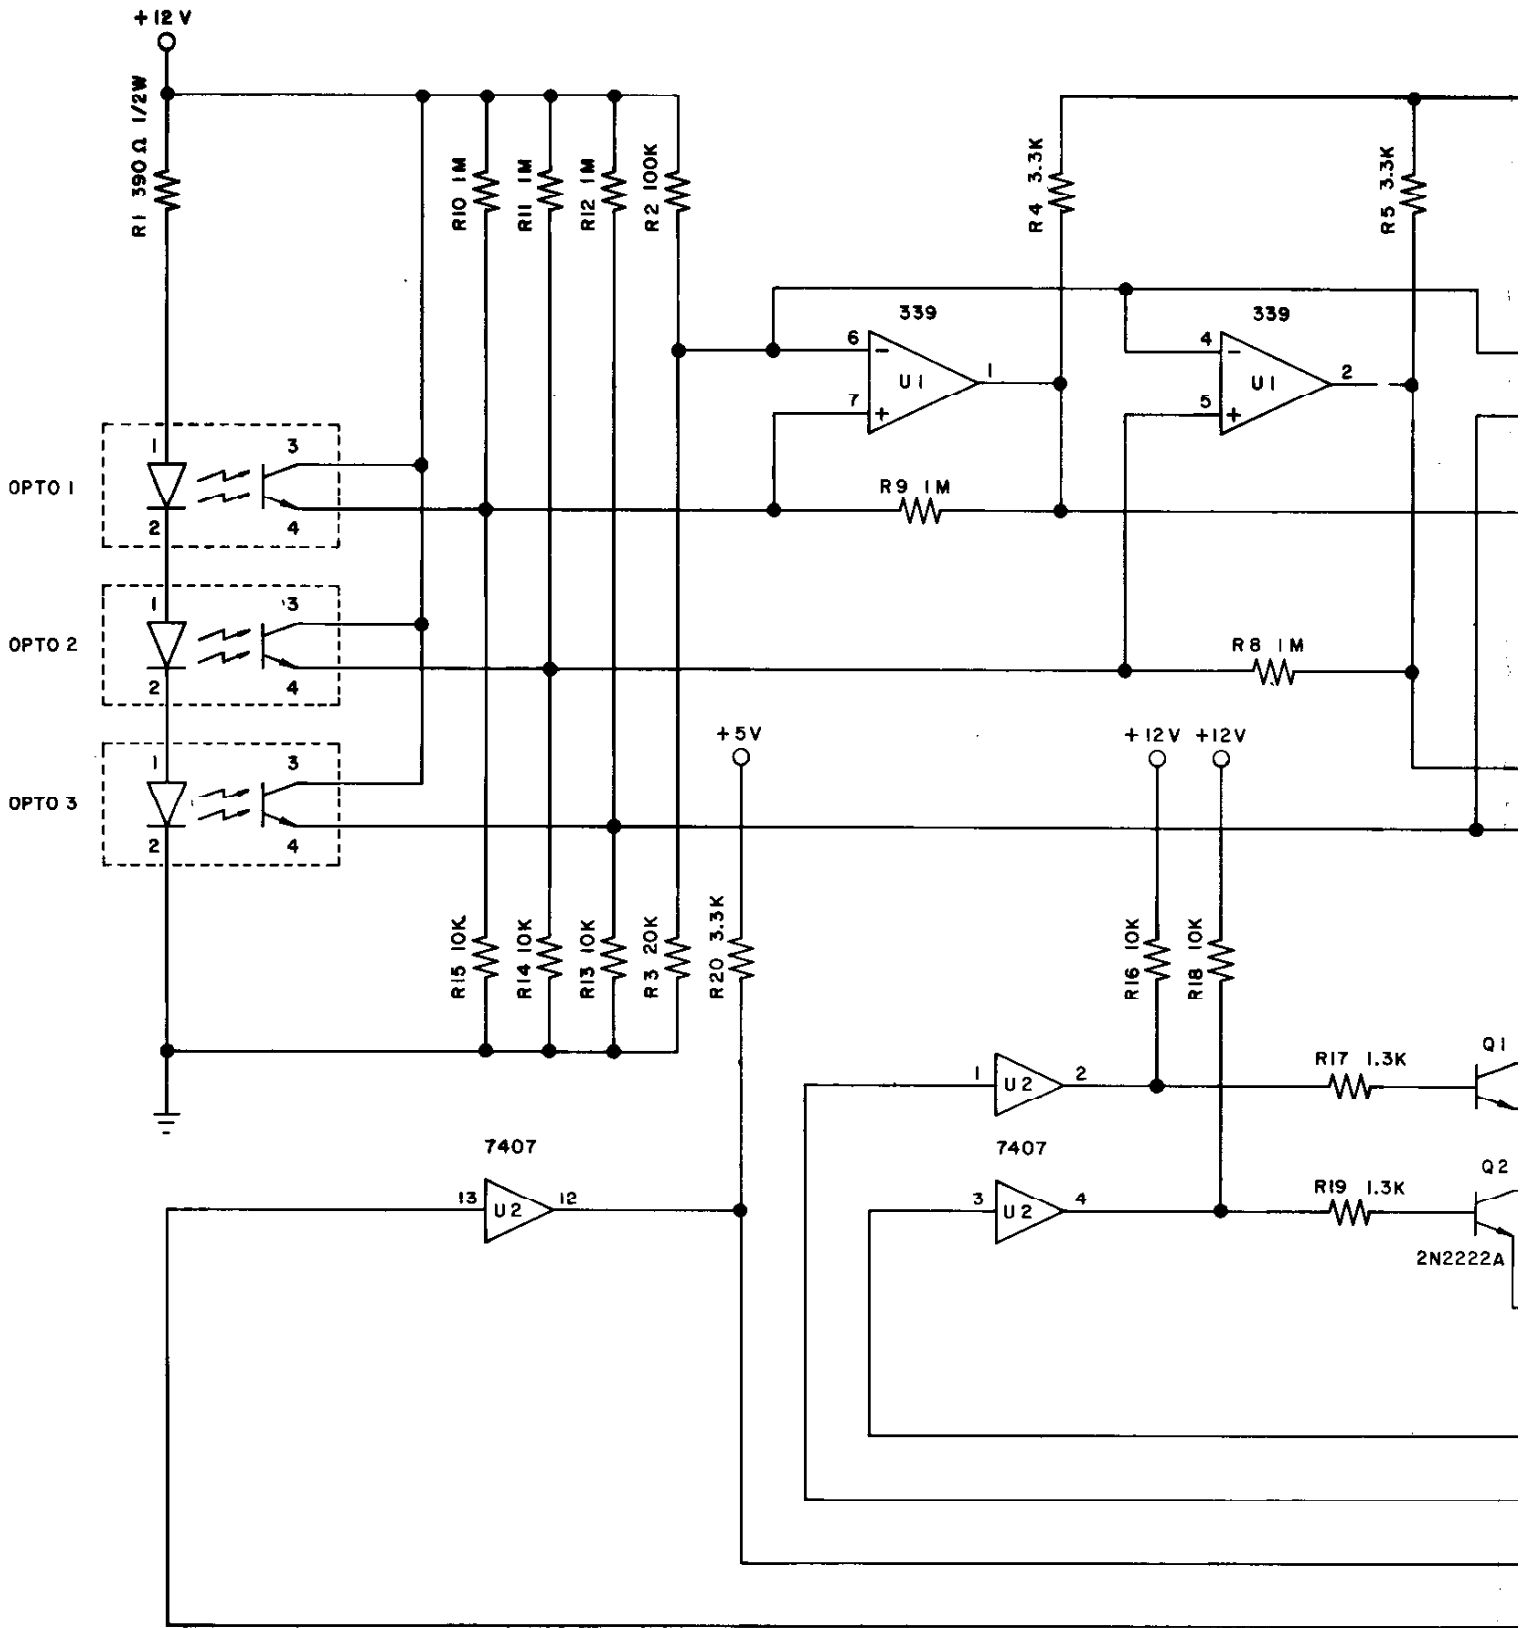 +12 V
R1 390 Ω 1/2W
R10 1M
R11 1M
R12 1M
R2 100K
R4 3.3K
R5 3.3K
339
6
-
U1
1
7
+
339
4
-
U1
2
5
+
OPTO 1
1
3
2
4
R9 1M
OPTO 2
1
3
2
4
R8 1M
OPTO 3
1
3
2
4
+5V
+12V
+12V
R15 10K
R14 10K
R13 10K
R3 20K
R20 3.3K
R16 10K
R18 10K
1
U2
2
R17 1.3K
Q1
7407
7407
13
U2
12
3
U2
4
R19 1.3K
Q2
2N2222A